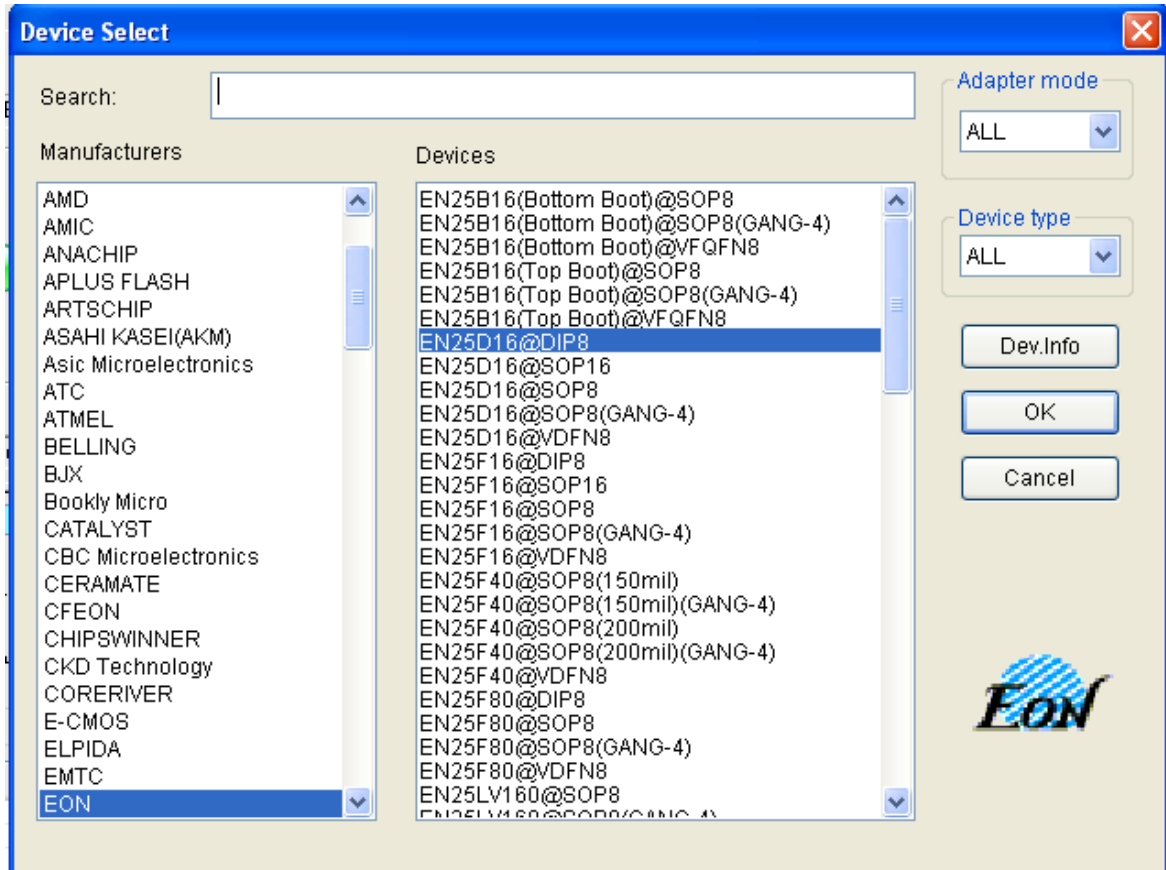 Device Select
Search:
Adapter mode
ALL
Manufacturers
Devices
AMD
AMIC
ANACHIP
APLUS FLASH
ARTSCHIP
ASAHI KASEI(AKM)
Asic Microelectronics
ATC
ATMEL
BELLING
BJX
Bookly Micro
CATALYST
CBC Microelectronics
CERAMATE
CFEON
CHIPSWINNER
CKD Technology
CORERIVER
E-CMOS
ELPIDA
EMTC
EON
EN25B16(Bottom Boot)@SOP8
EN25B16(Bottom Boot)@SOP8(GANG-4)
EN25B16(Bottom Boot)@VFQFN8
EN25B16(Top Boot)@SOP8
EN25B16(Top Boot)@SOP8(GANG-4)
EN25B16(Top Boot)@VFQFN8
EN25D16@DIP8
EN25D16@SOP16
EN25D16@SOP8
EN25D16@SOP8(GANG-4)
EN25D16@VDFN8
EN25F16@DIP8
EN25F16@SOP16
EN25F16@SOP8
EN25F16@SOP8(GANG-4)
EN25F16@VDFN8
EN25F40@SOP8(150mil)
EN25F40@SOP8(150mil)(GANG-4)
EN25F40@SOP8(200mil)
EN25F40@SOP8(200mil)(GANG-4)
EN25F40@VDFN8
EN25F80@DIP8
EN25F80@SOP8
EN25F80@SOP8(GANG-4)
EN25F80@VDFN8
EN25LV160@SOP8
Device type
ALL
Dev.Info
OK
Cancel
EON